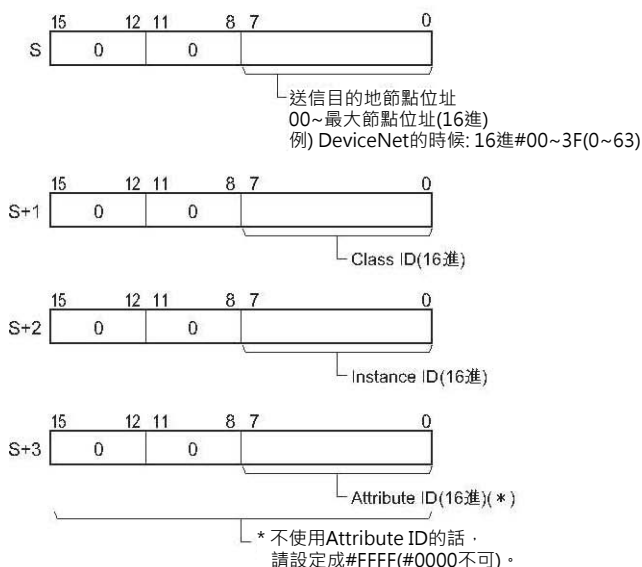 15 12 11 8 7 0
S 0 0
送信目的地節點位址
00~最大節點位址(16進)
例) DeviceNet的時候: 16進#00~3F(0~63)
15 12 11 8 7 0
S+1 0 0
Class ID(16進)
15 12 11 8 7 0
S+2 0 0
Instance ID(16進)
15 12 11 8 7 0
S+3 0 0
Attribute ID(16進)(*)
* 不使用Attribute ID的話,
請設定成#FFFF(#0000不可)。